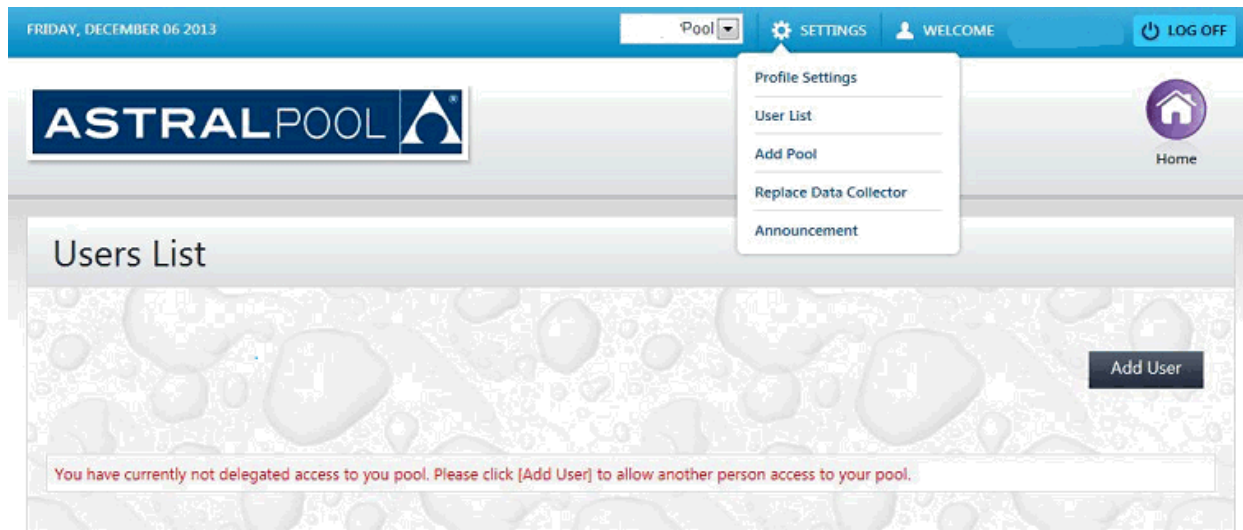 FRIDAY, DECEMBER 06 2013
Pool
SETTINGS
WELCOME
LOG OFF
Profile Settings
User List
Add Pool
Replace Data Collector
Announcement
ASTRALPOOL
Home
Users List
Add User
You have currently not delegated access to you pool. Please click [Add User] to allow another person access to your pool.